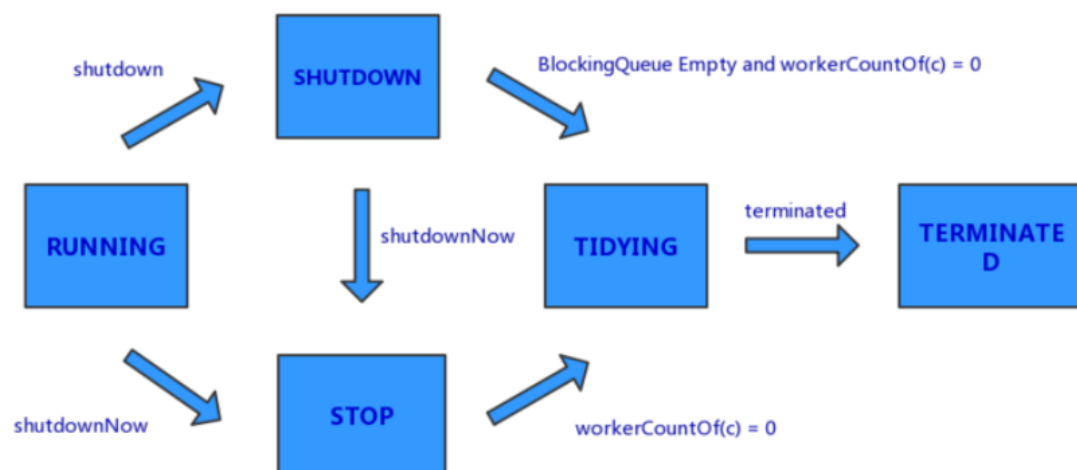 shutdown
SHUTDOWN
BlockingQueue Empty and workerCountOf(c) = 0
RUNNING
shutdownNow
TIDYING
terminated
TERMINATE
D
shutdownNow
STOP
workerCountOf(c) = 0